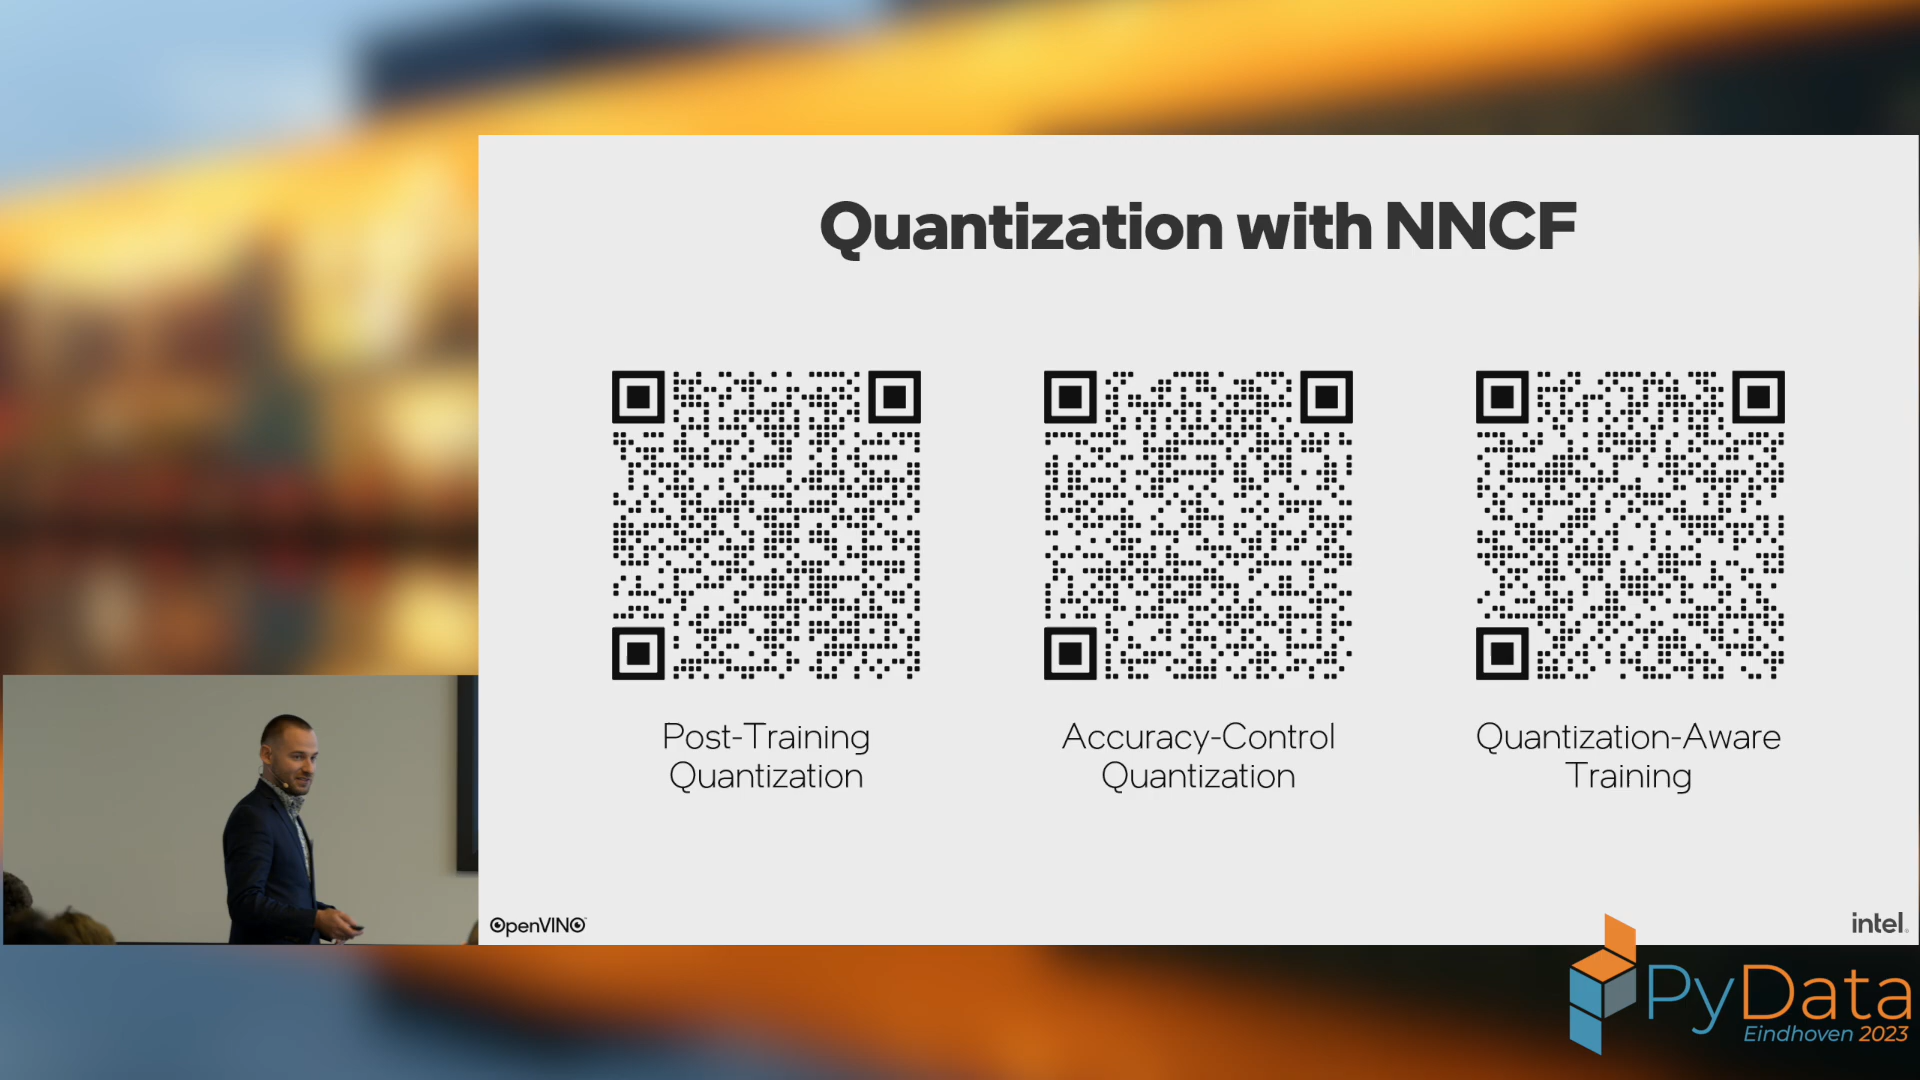 Quantization with NNCF
Post-Training
Quantization
Accuracy-Control
Quantization
Quantization-Aware
Training
OpenVINO
intel.
PyData
Eindhoven 2023